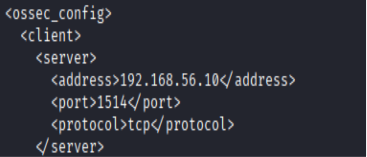 <ossec_config>
  <client>
    <server>
      <address>192.168.56.10</address>
      <port>1514</port>
      <protocol>tcp</protocol>
    </server>